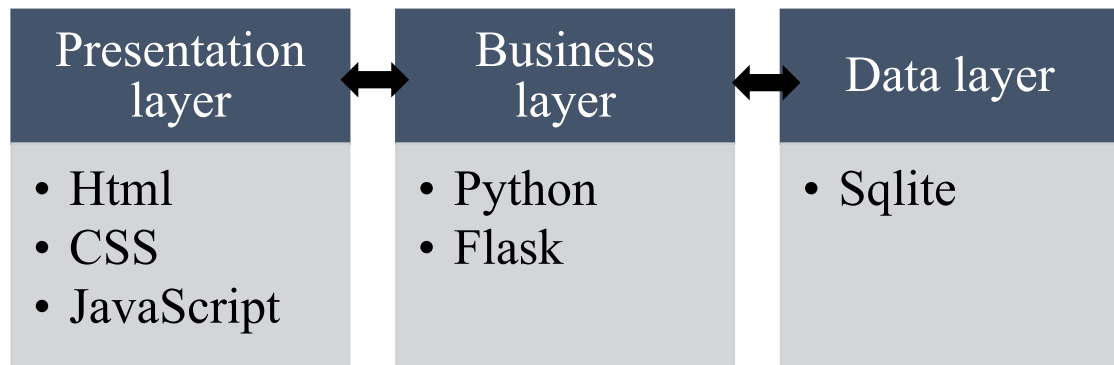 Presentation
layer
• Html
• CSS
• JavaScript
Business
layer
• Python
• Flask
Data layer
• Sqlite